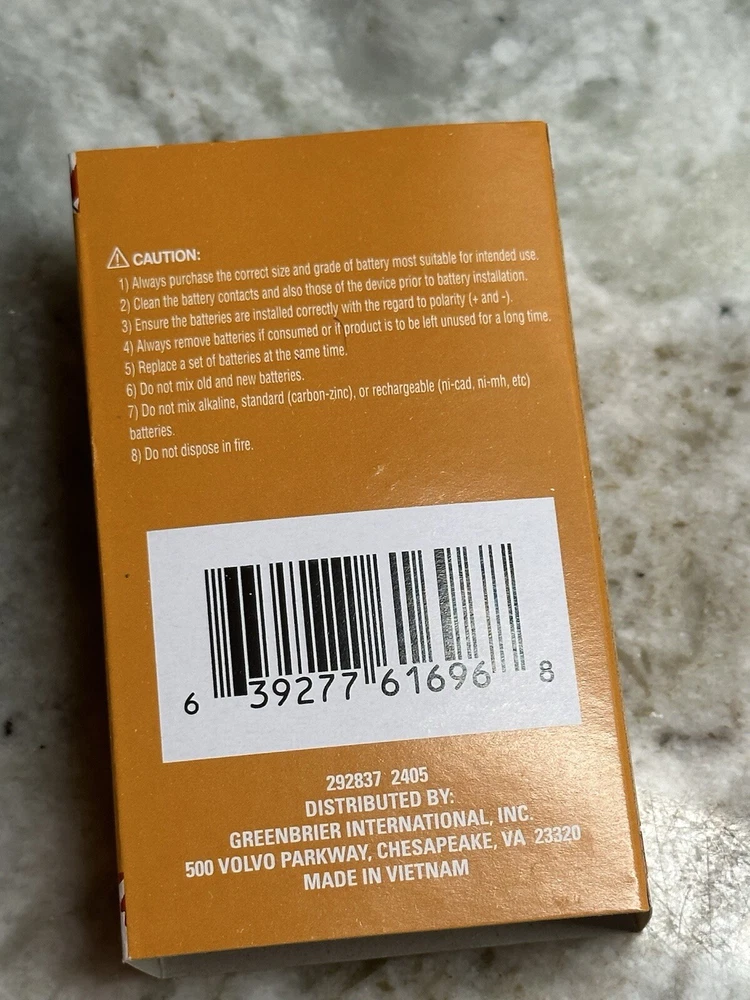 CAUTION:
1) Always purchase the correct size and grade of battery most suitable for intended use.
2) Clean the battery contacts and also those of the device prior to battery installation.
3) Ensure the batteries are installed correctly with the regard to polarity (+ and -).
4) Always remove batteries if consumed or if product is to be left unused for a long time.
5) Replace a set of batteries at the same time.
6) Do not mix old and new batteries.
7) Do not mix alkaline, standard (carbon-zinc), or rechargeable (ni-cad, ni-mh, etc)
batteries.
8) Do not dispose in fire.
6 39277 61696 8
292837 2405
DISTRIBUTED BY:
GREENBRIER INTERNATIONAL, INC.
500 VOLVO PARKWAY, CHESAPEAKE, VA 23320
MADE IN VIETNAM